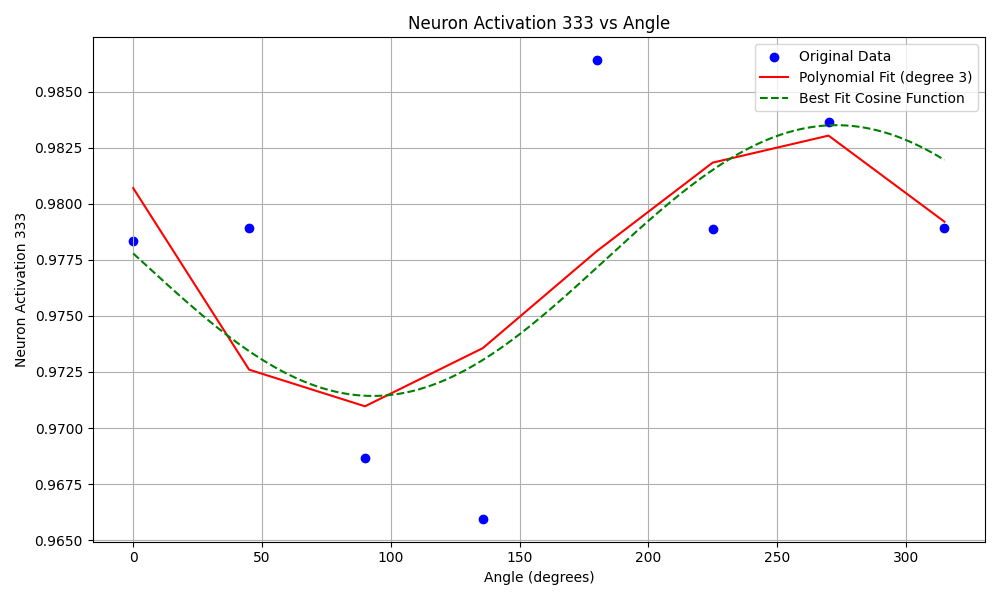 Neuron Activation 333 vs Angle
Original Data
Polynomial Fit (degree 3)
Best Fit Cosine Function
Neuron Activation 333
0.9850
0.9825
0.9800
0.9775
0.9750
0.9725
0.9700
0.9675
0.9650
0 50 100 150 200 250 300
Angle (degrees)